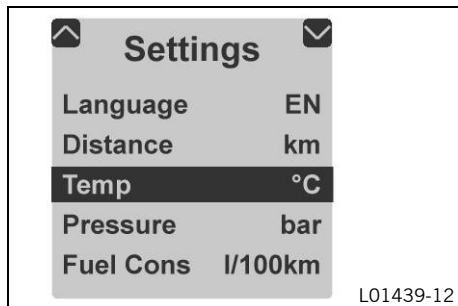 Settings
Language EN
Distance km
Temp °C
Pressure bar
Fuel Cons l/100km
L01439-12